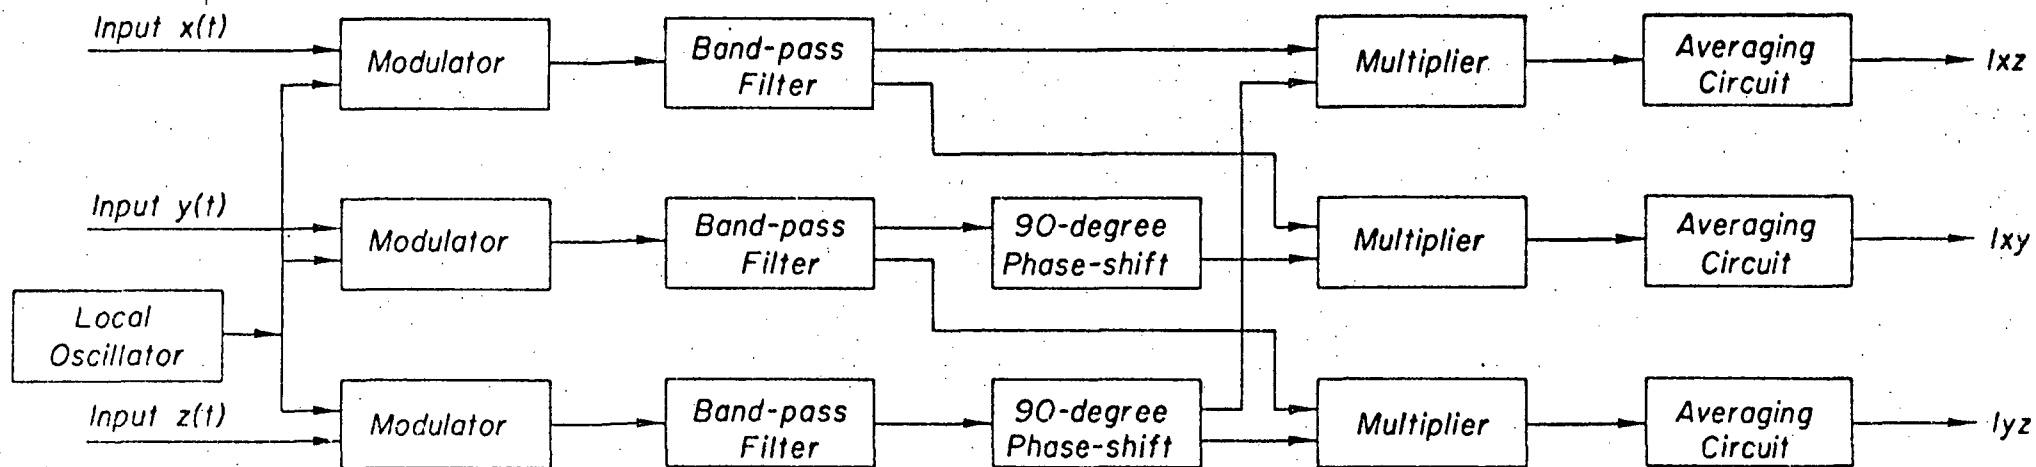 Input x(t)
Modulator
Band-pass
Filter
Multiplier
Averaging
Circuit
Ixz
Input y(t)
Modulator
Band-pass
Filter
90-degree
Phase-shift
Multiplier
Averaging
Circuit
Ixy
Local
Oscillator
Input z(t)
Modulator
Band-pass
Filter
90-degree
Phase-shift
Multiplier
Averaging
Circuit
Iyz